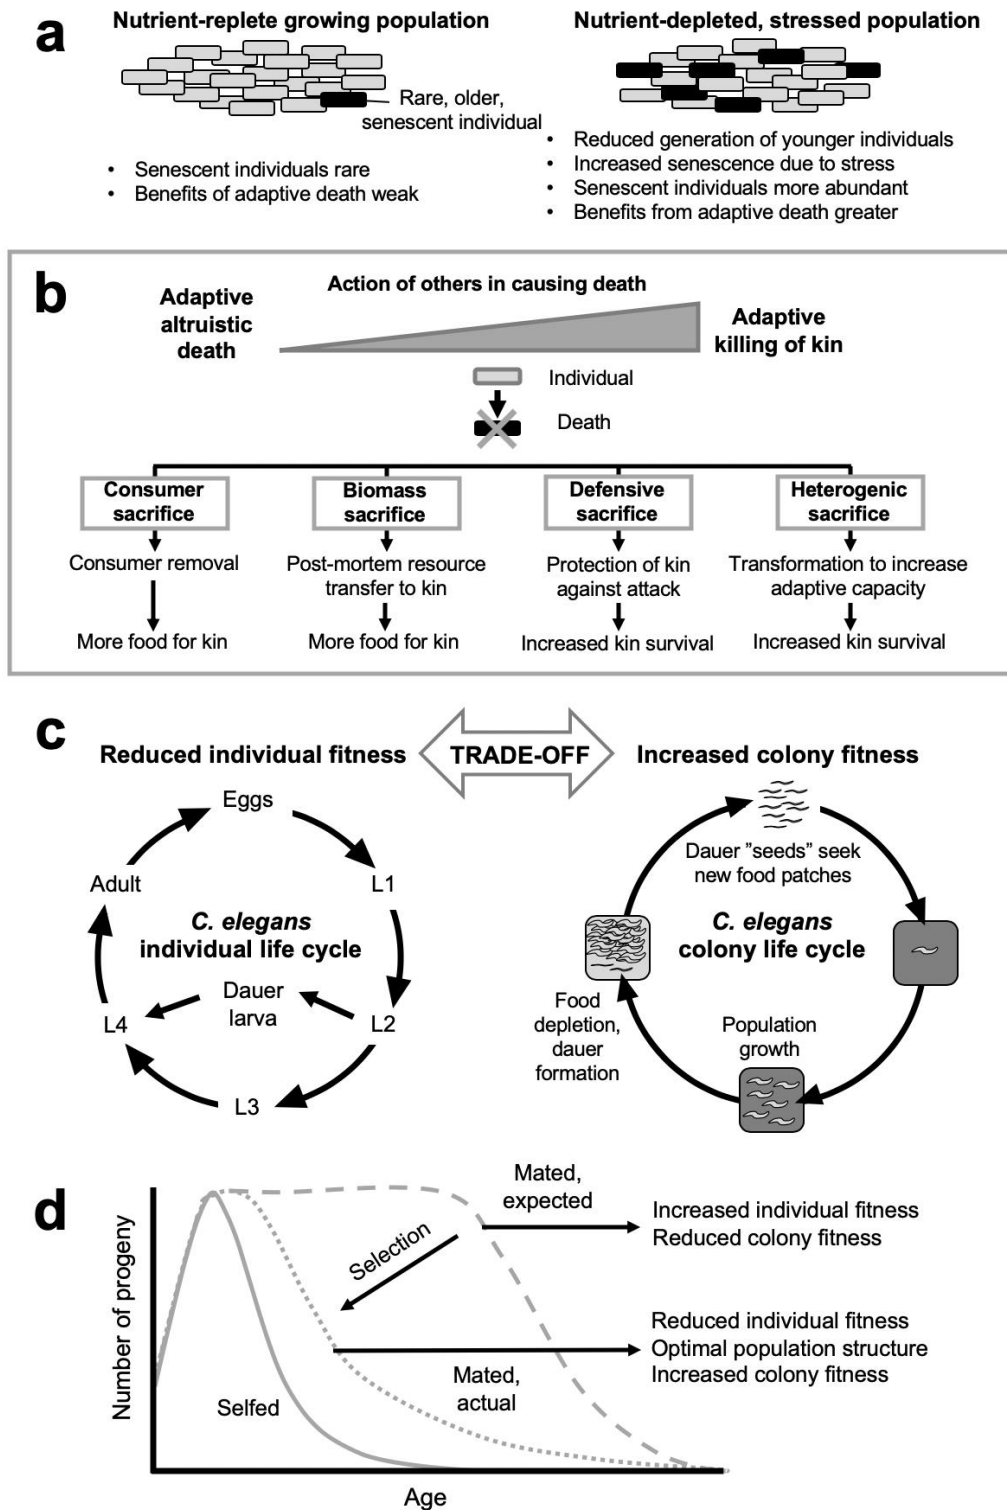 a
Nutrient-replete growing population
Rare, older,
senescent individual
• Senescent individuals rare
• Benefits of adaptive death weak
Nutrient-depleted, stressed population
• Reduced generation of younger individuals
• Increased senescence due to stress
• Senescent individuals more abundant
• Benefits from adaptive death greater
b
Action of others in causing death
Adaptive
altruistic
death
Adaptive
killing of kin
Individual
Death
Consumer
sacrifice
Consumer removal
More food for kin
Biomass
sacrifice
Post-mortem resource
transfer to kin
More food for kin
Defensive
sacrifice
Protection of kin
against attack
Increased kin survival
Heterogenic
sacrifice
Transformation to increase
adaptive capacity
Increased kin survival
c
Reduced individual fitness
TRADE-OFF
Increased colony fitness
Eggs
L1
L2
L3
L4
Adult
Dauer
larva
C. elegans
individual life cycle
Dauer ”seeds” seek
new food patches
C. elegans
colony life cycle
Population
growth
Food
depletion,
dauer
formation
d
Number of progeny
Age
Selfed
Selection
Mated,
expected
Increased individual fitness
Reduced colony fitness
Mated,
actual
Reduced individual fitness
Optimal population structure
Increased colony fitness